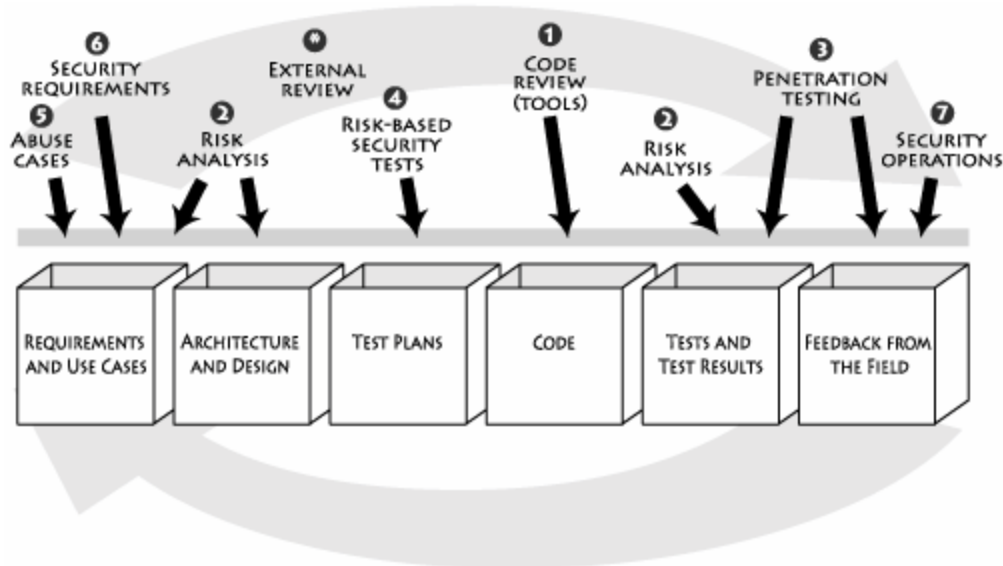 6
SECURITY
REQUIREMENTS
5
ABUSE
CASES
2
RISK
ANALYSIS
*
EXTERNAL
REVIEW
4
RISK-BASED
SECURITY
TESTS
1
CODE
REVIEW
(TOOLS)
2
RISK
ANALYSIS
3
PENETRATION
TESTING
7
SECURITY
OPERATIONS
REQUIREMENTS
AND USE CASES
ARCHITECTURE
AND DESIGN
TEST PLANS
CODE
TESTS AND
TEST RESULTS
FEEDBACK FROM
THE FIELD